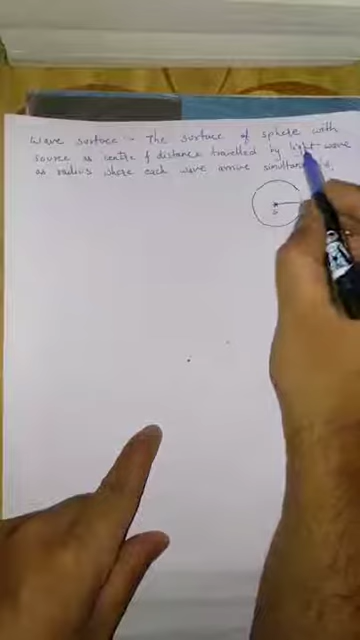 Wave surface :- The surface of sphere with
source as centre & distance travelled by light wave
as radius where each wave arrive simultaneously.
S